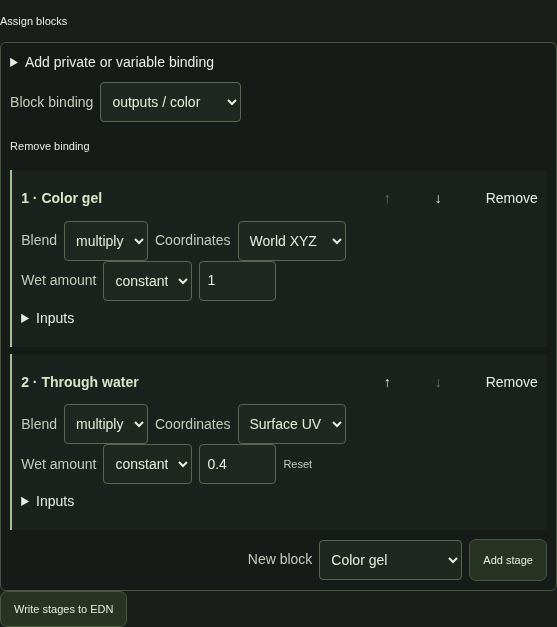 Assign blocks
▶ Add private or variable binding
Block binding outputs / color
Remove binding
1 · Color gel ↑ ↓ Remove
Blend multiply Coordinates World XYZ
Wet amount constant 1
▶ Inputs
2 · Through water ↑ ↓ Remove
Blend multiply Coordinates Surface UV
Wet amount constant 0.4 Reset
▶ Inputs
New block Color gel Add stage
Write stages to EDN